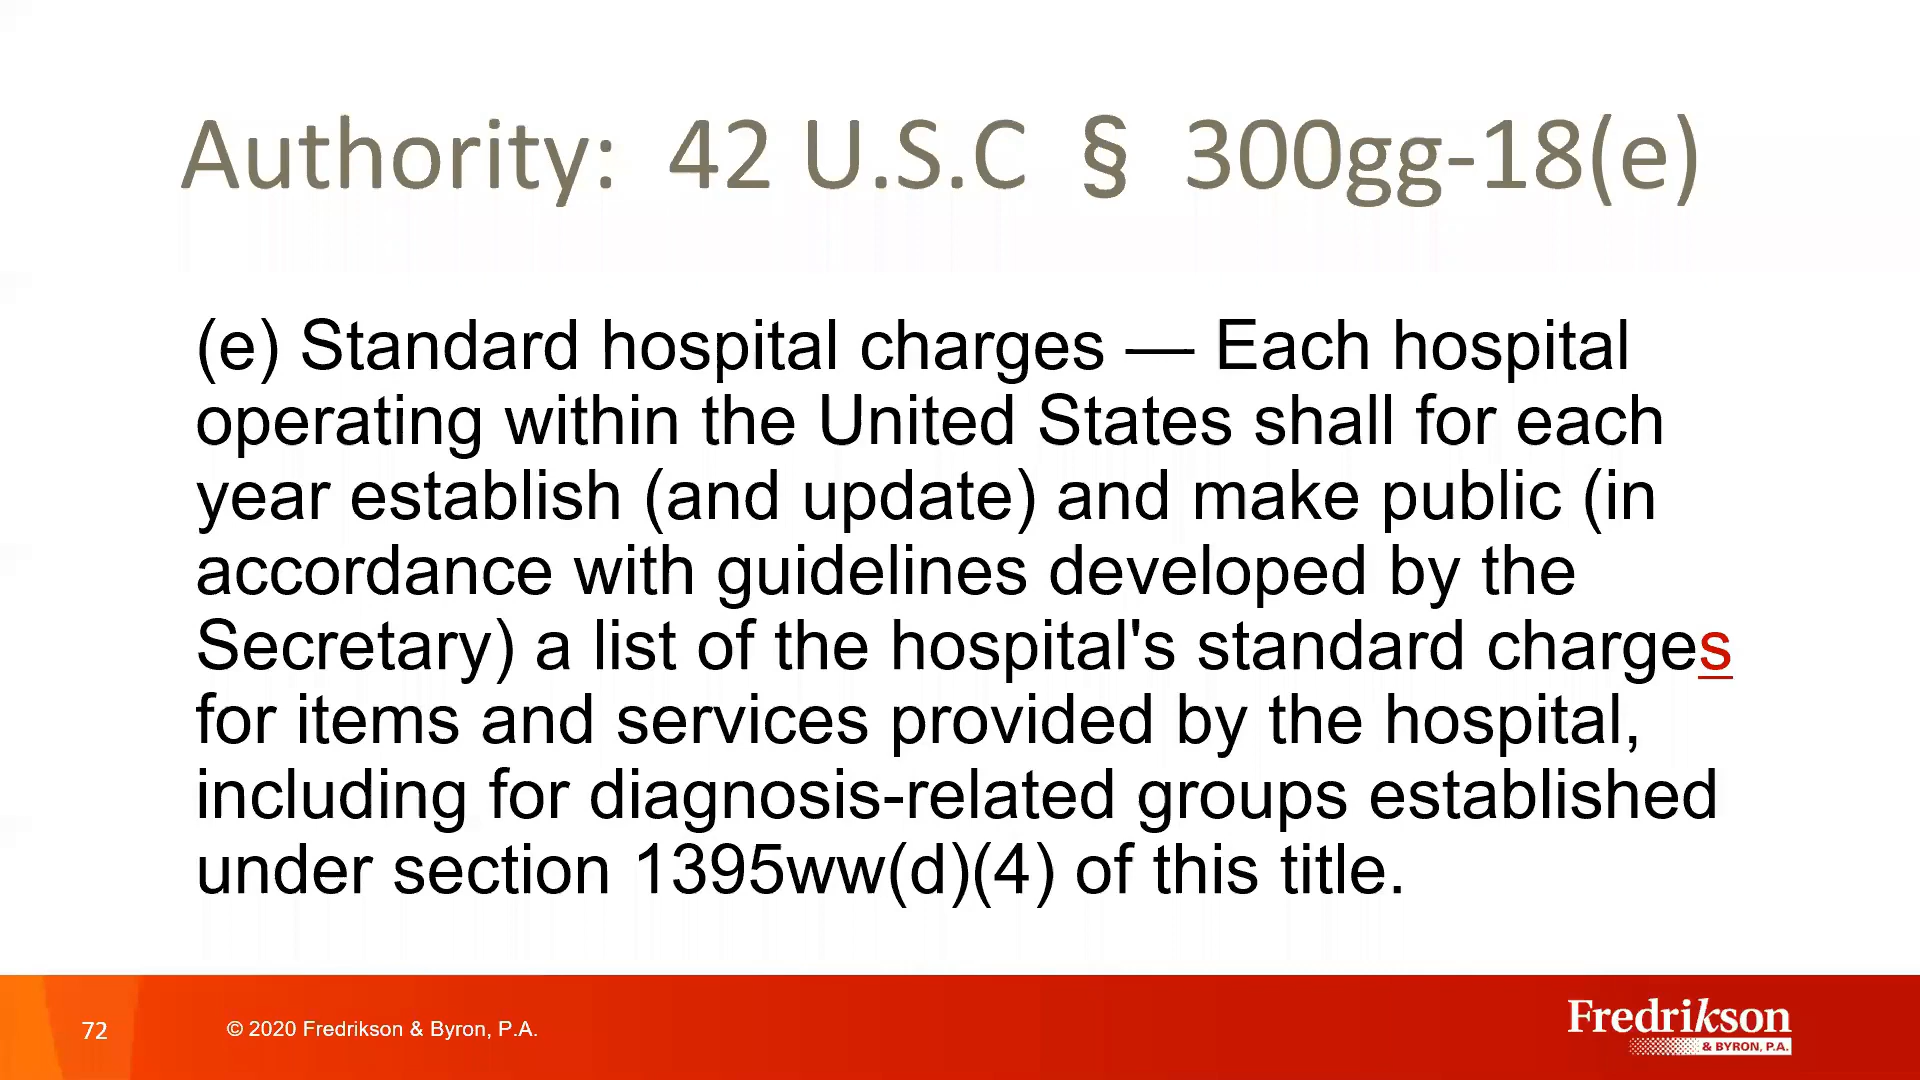 Authority: 42 U.S.C § 300gg-18(e)
(e) Standard hospital charges — Each hospital
operating within the United States shall for each
year establish (and update) and make public (in
accordance with guidelines developed by the
Secretary) a list of the hospital's standard charges
for items and services provided by the hospital,
including for diagnosis-related groups established
under section 1395ww(d)(4) of this title.
72
© 2020 Fredrikson & Byron, P.A.
Fredrikson
& BYRON, P.A.